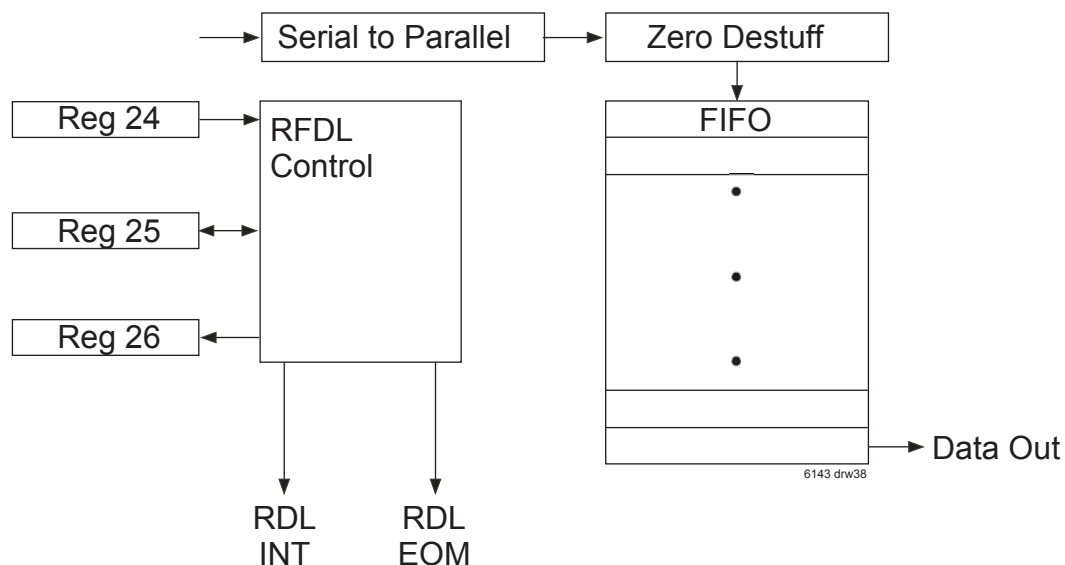 Serial to Parallel
Zero Destuff
Reg 24
RFDL
Control
FIFO
Reg 25
Reg 26
Data Out
6143 drw38
RDL
INT
RDL
EOM